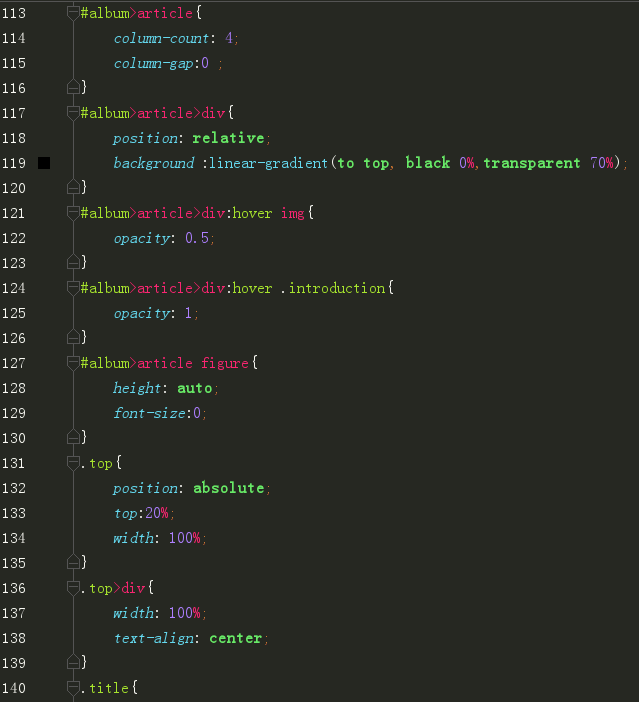 113 #album>article{
114 column-count: 4;
115 column-gap:0 ;
116 }
117 #album>article>div{
118 position: relative;
119 background :linear-gradient(to top, black 0%,transparent 70%);
120 }
121 #album>article>div:hover img{
122 opacity: 0.5;
123 }
124 #album>article>div:hover .introduction{
125 opacity: 1;
126 }
127 #album>article figure{
128 height: auto;
129 font-size:0;
130 }
131 .top{
132 position: absolute;
133 top:20%;
134 width: 100%;
135 }
136 .top>div{
137 width: 100%;
138 text-align: center;
139 }
140 .title{